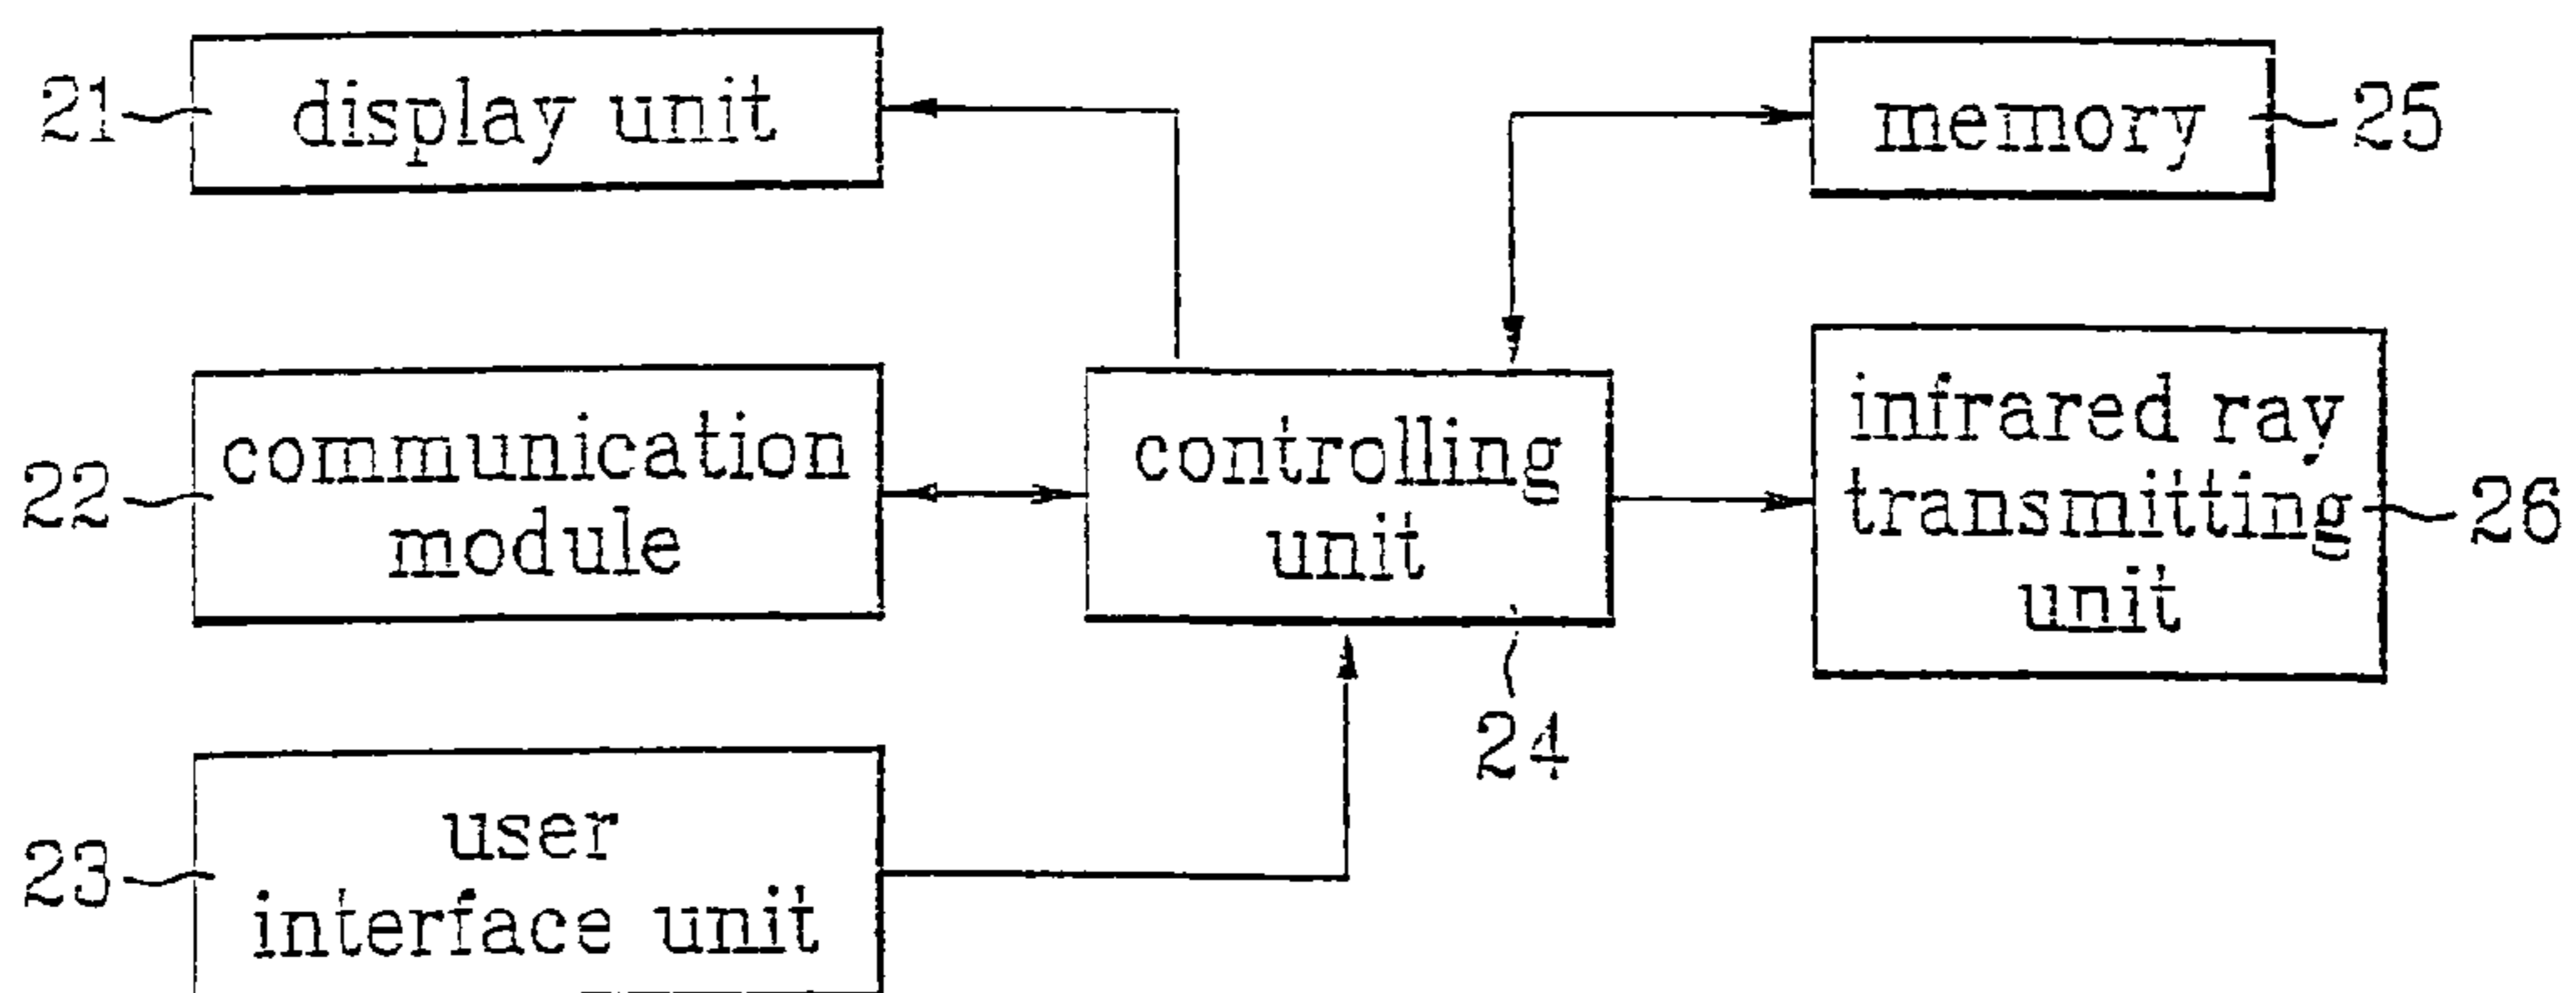 21
display unit
memory
25
22
communication
module
controlling
unit
24
infrared ray
transmitting
unit
26
23
user
interface unit